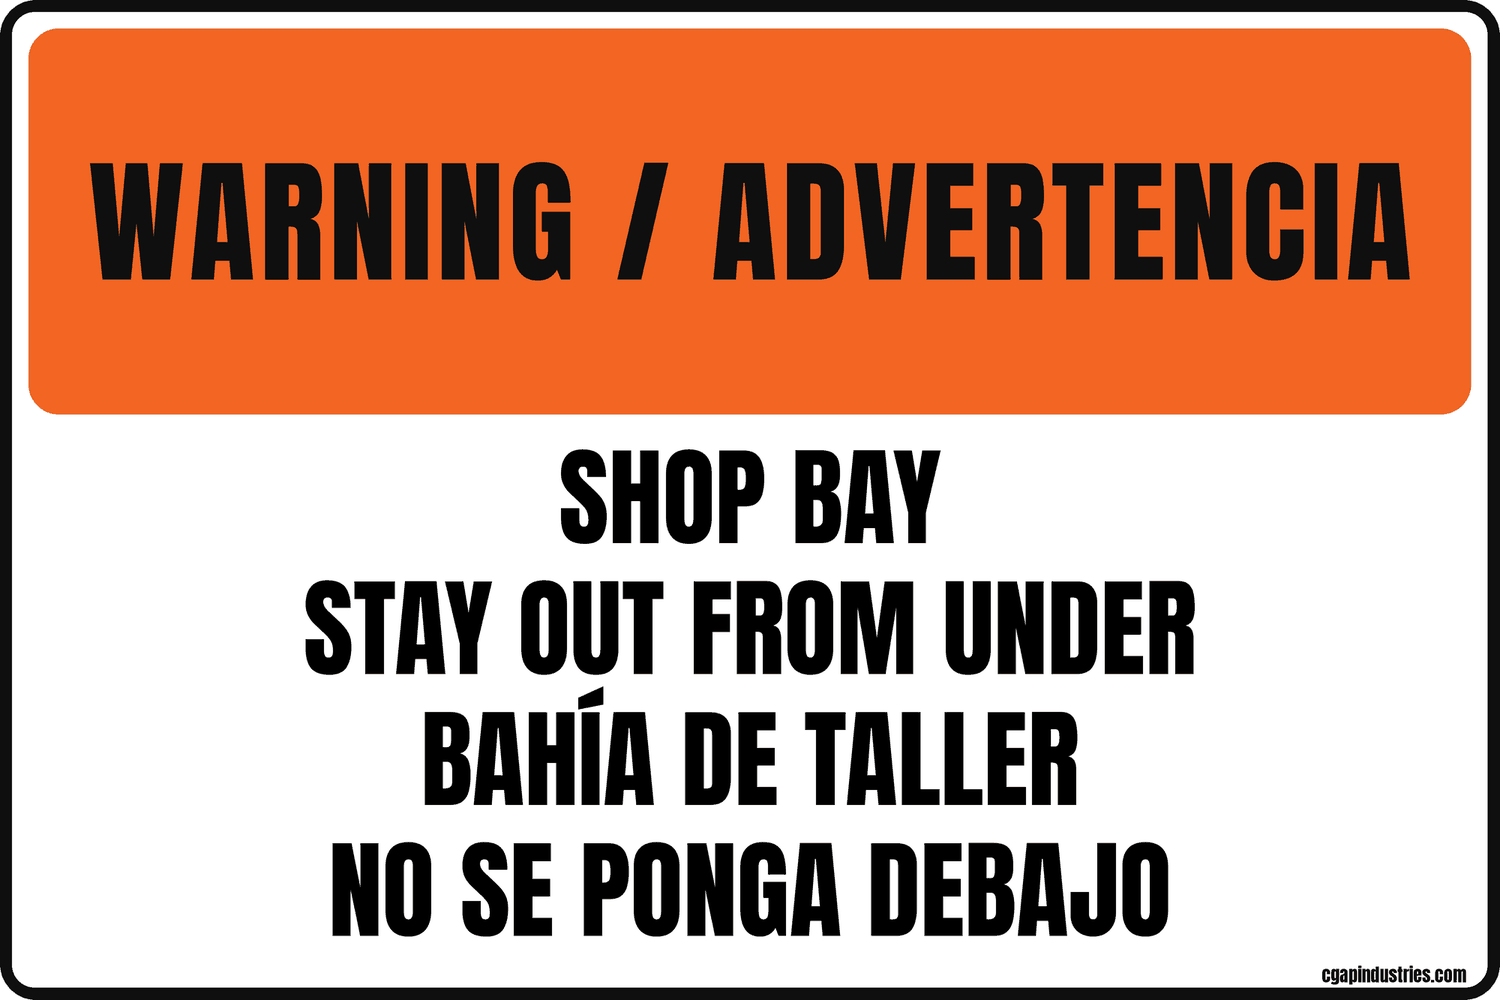 WARNING / ADVERTENCIA
SHOP BAY
STAY OUT FROM UNDER
BAHÍA DE TALLER
NO SE PONGA DEBAJO
cgapindustries.com